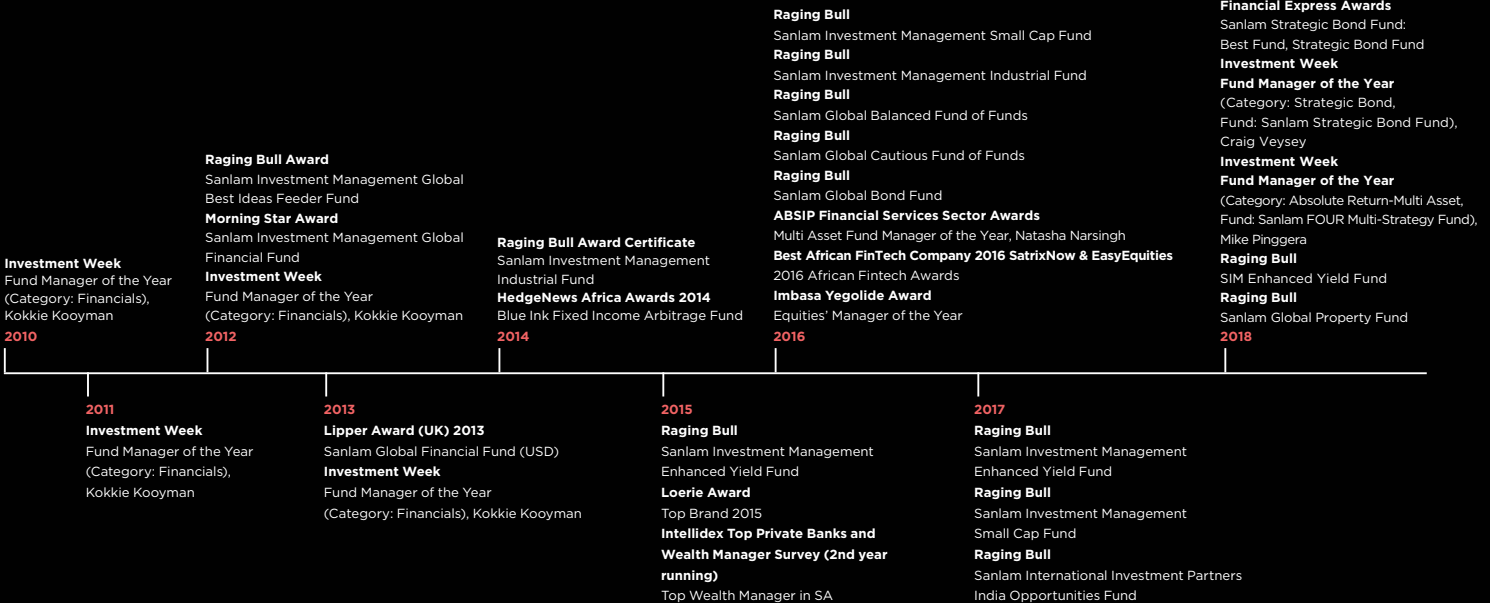 Investment Week
Fund Manager of the Year
(Category: Financials),
Kokkie Kooyman
2010
2011
Investment Week
Fund Manager of the Year
(Category: Financials),
Kokkie Kooyman
Raging Bull Award
Sanlam Investment Management Global
Best Ideas Feeder Fund
Morning Star Award
Sanlam Investment Management Global
Financial Fund
Investment Week
Fund Manager of the Year
(Category: Financials), Kokkie Kooyman
2012
2013
Lipper Award (UK) 2013
Sanlam Global Financial Fund (USD)
Investment Week
Fund Manager of the Year
(Category: Financials), Kokkie Kooyman
Raging Bull Award Certificate
Sanlam Investment Management
Industrial Fund
HedgeNews Africa Awards 2014
Blue Ink Fixed Income Arbitrage Fund
2014
2015
Raging Bull
Sanlam Investment Management
Enhanced Yield Fund
Loerie Award
Top Brand 2015
Intellidex Top Private Banks and
Wealth Manager Survey (2nd year
running)
Top Wealth Manager in SA
Raging Bull
Sanlam Investment Management Small Cap Fund
Raging Bull
Sanlam Investment Management Industrial Fund
Raging Bull
Sanlam Global Balanced Fund of Funds
Raging Bull
Sanlam Global Cautious Fund of Funds
Raging Bull
Sanlam Global Bond Fund
ABSIP Financial Services Sector Awards
Multi Asset Fund Manager of the Year, Natasha Narsingh
Best African FinTech Company 2016 SatrixNow & EasyEquities
2016 African Fintech Awards
Imbasa Yegolide Award
Equities’ Manager of the Year
2016
2017
Raging Bull
Sanlam Investment Management
Enhanced Yield Fund
Raging Bull
Sanlam Investment Management
Small Cap Fund
Raging Bull
Sanlam International Investment Partners
India Opportunities Fund
Financial Express Awards
Sanlam Strategic Bond Fund:
Best Fund, Strategic Bond Fund
Investment Week
Fund Manager of the Year
(Category: Strategic Bond,
Fund: Sanlam Strategic Bond Fund),
Craig Veysey
Investment Week
Fund Manager of the Year
(Category: Absolute Return-Multi Asset,
Fund: Sanlam FOUR Multi-Strategy Fund),
Mike Pinggera
Raging Bull
SIM Enhanced Yield Fund
Raging Bull
Sanlam Global Property Fund
2018